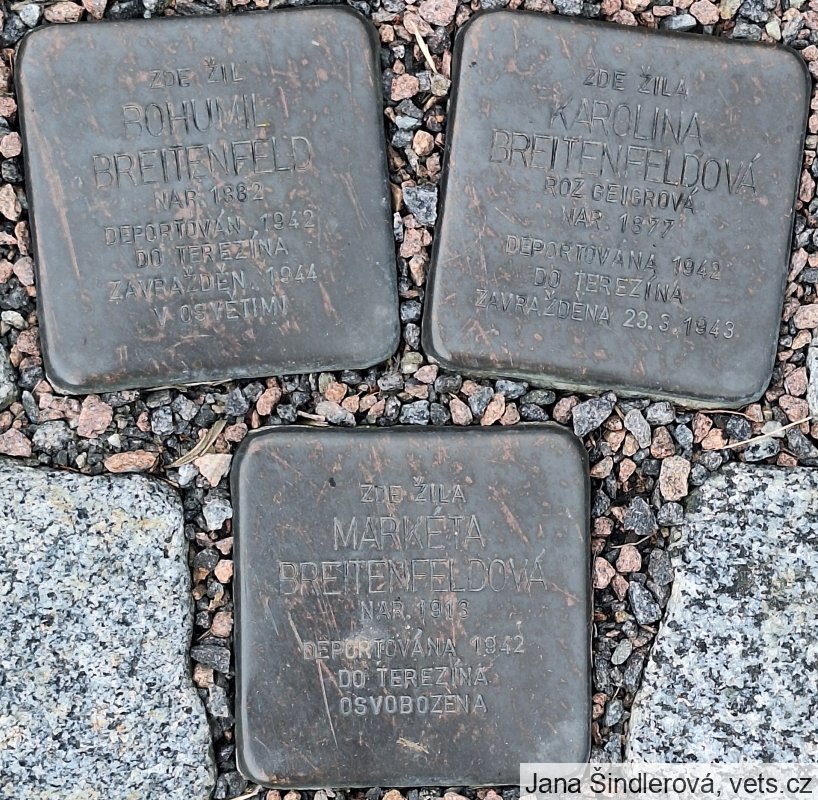 ZDE ŽIL
BOHUMIL
BREITENFELD
NAR. 1882
DEPORTOVÁN 1942
DO TEREZÍNA
ZAVRAŽDĚN 1944
V OSVĚTIMI
ZDE ŽILA
KAROLINA
BREITENFELDOVÁ
ROZ GEIGROVÁ
NAR. 1877
DEPORTOVÁNA 1942
DO TEREZÍNA
ZAVRAŽDĚNA 23.3.1943
ZDE ŽILA
MARKÉTA
BREITENFELDOVÁ
NAR. 1913
DEPORTOVÁNA 1942
DO TEREZÍNA
OSVOBOZENA
Jana Šindlerová, vets.cz